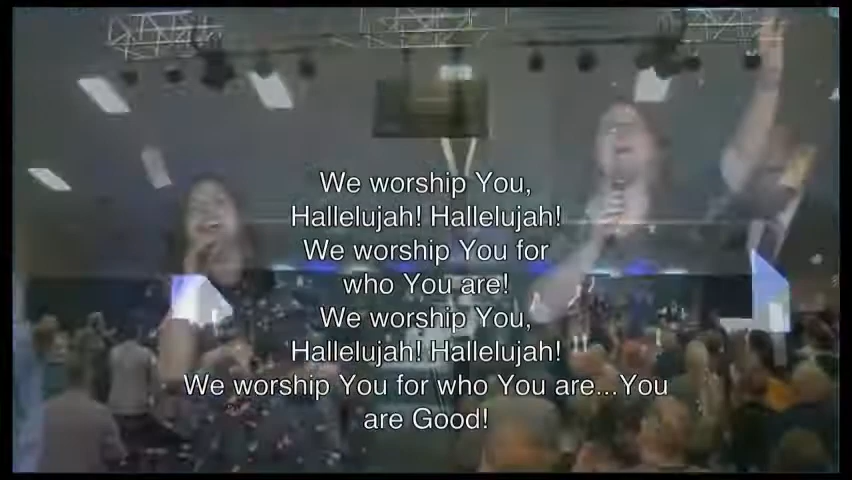 We worship You,
Hallelujah! Hallelujah!
We worship You for
who You are!
We worship You,
Hallelujah! Hallelujah!
We worship You for who You are...You
are Good!